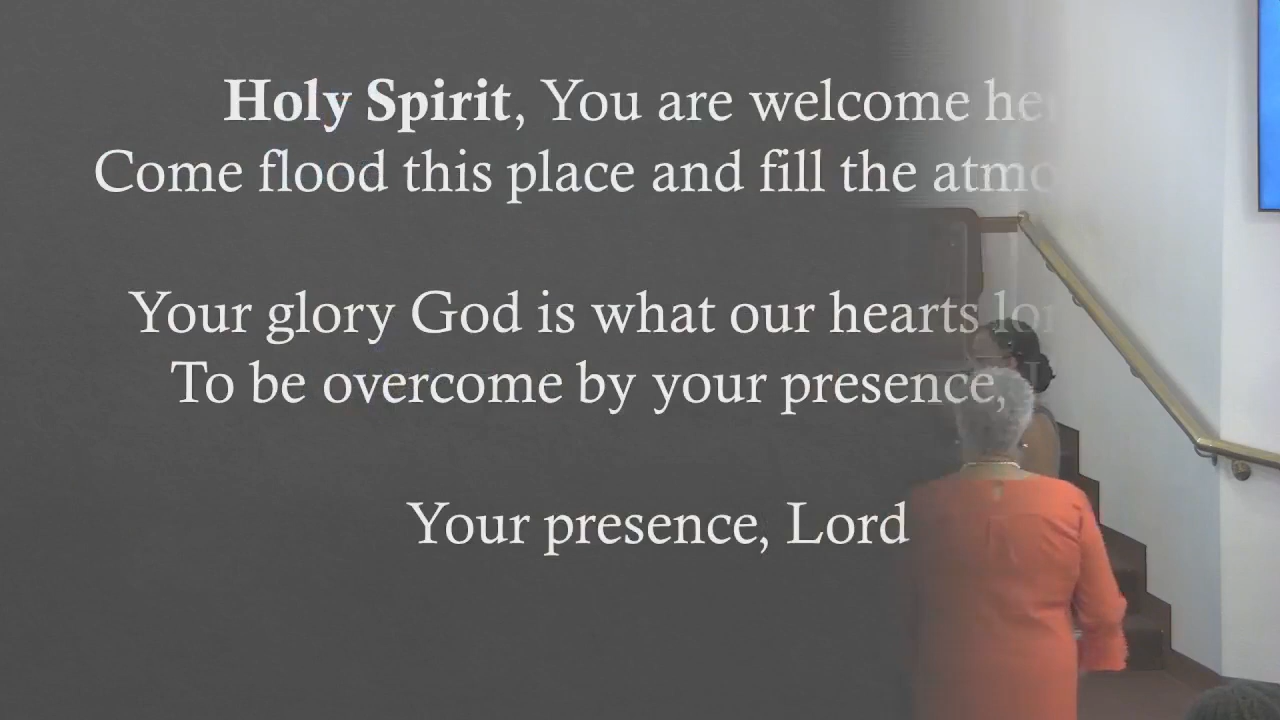 Holy Spirit, You are welcome
Come flood this place and fill the
Your glory God is what our hearts
To be overcome by your presence,
Your presence, Lord